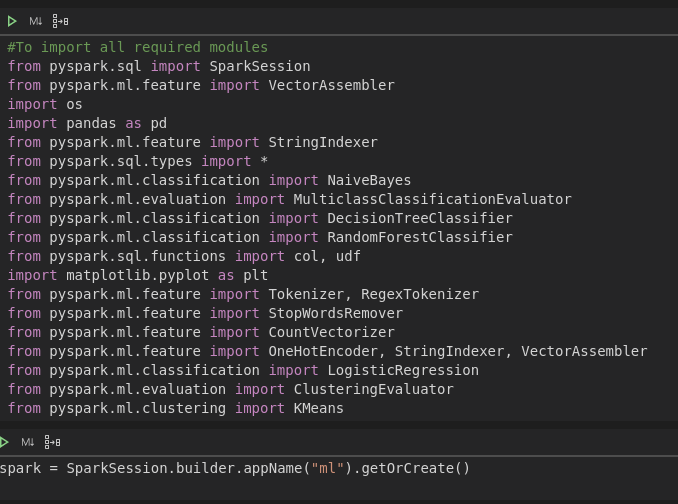 M↓
#To import all required modules
from pyspark.sql import SparkSession
from pyspark.ml.feature import VectorAssembler
import os
import pandas as pd
from pyspark.ml.feature import StringIndexer
from pyspark.sql.types import *
from pyspark.ml.classification import NaiveBayes
from pyspark.ml.evaluation import MulticlassClassificationEvaluator
from pyspark.ml.classification import DecisionTreeClassifier
from pyspark.ml.classification import RandomForestClassifier
from pyspark.sql.functions import col, udf
import matplotlib.pyplot as plt
from pyspark.ml.feature import Tokenizer, RegexTokenizer
from pyspark.ml.feature import StopWordsRemover
from pyspark.ml.feature import CountVectorizer
from pyspark.ml.feature import OneHotEncoder, StringIndexer, VectorAssembler
from pyspark.ml.classification import LogisticRegression
from pyspark.ml.evaluation import ClusteringEvaluator
from pyspark.ml.clustering import KMeans
M↓
spark = SparkSession.builder.appName("ml").getOrCreate()